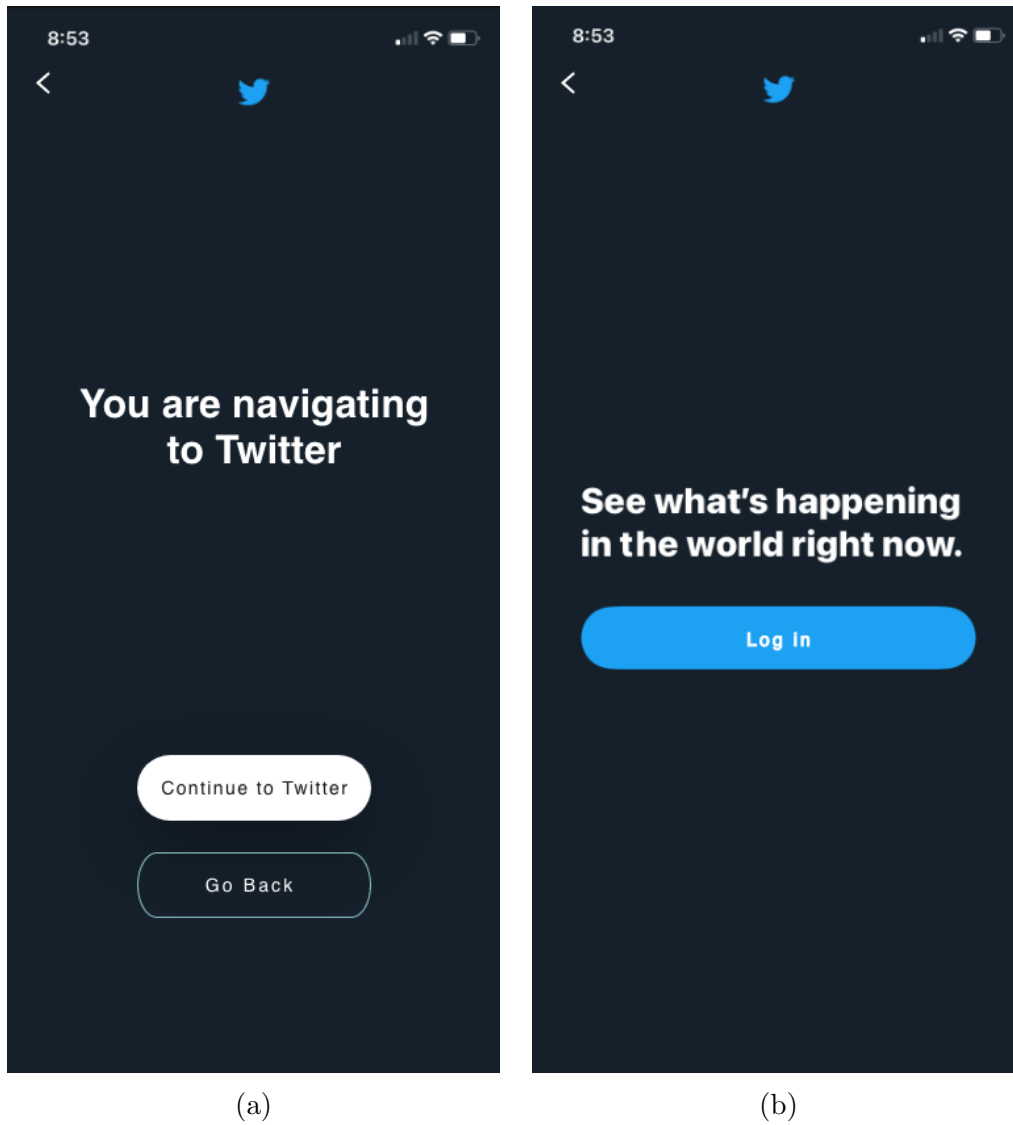 8:53
You are navigating
to Twitter
Continue to Twitter
Go Back
(a)
8:53
See what's happening
in the world right now.
Log in
(b)